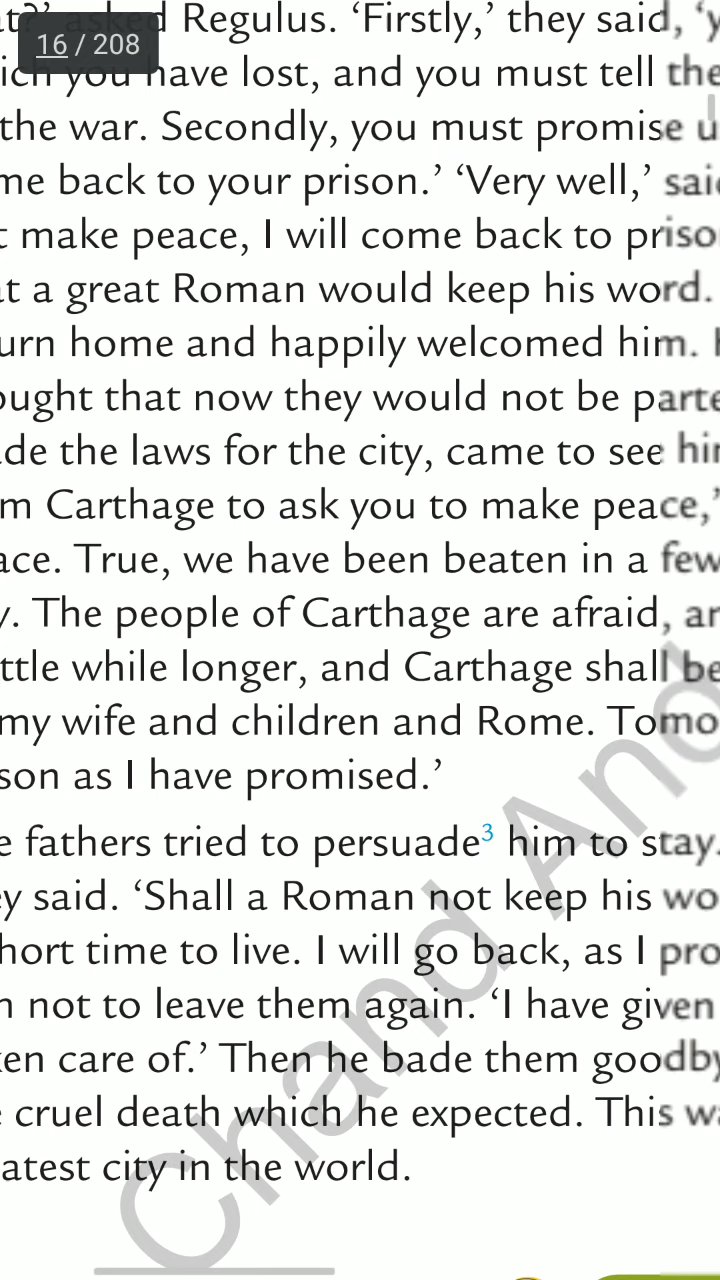 at?’ asked Regulus. ‘Firstly,’ they said, ‘y
16 / 208
ich you have lost, and you must tell the
the war. Secondly, you must promise u
me back to your prison.’ ‘Very well,’ said
t make peace, I will come back to priso
at a great Roman would keep his word.
urn home and happily welcomed him. H
ought that now they would not be parte
de the laws for the city, came to see him
m Carthage to ask you to make peace,’
ace. True, we have been beaten in a few
y. The people of Carthage are afraid, an
ttle while longer, and Carthage shall be
my wife and children and Rome. Tomo
son as I have promised.’
e fathers tried to persuade³ him to stay.
ey said. ‘Shall a Roman not keep his wo
hort time to live. I will go back, as I pro
n not to leave them again. ‘I have given
ken care of.’ Then he bade them goodby
e cruel death which he expected. This wa
atest city in the world.
Chand And